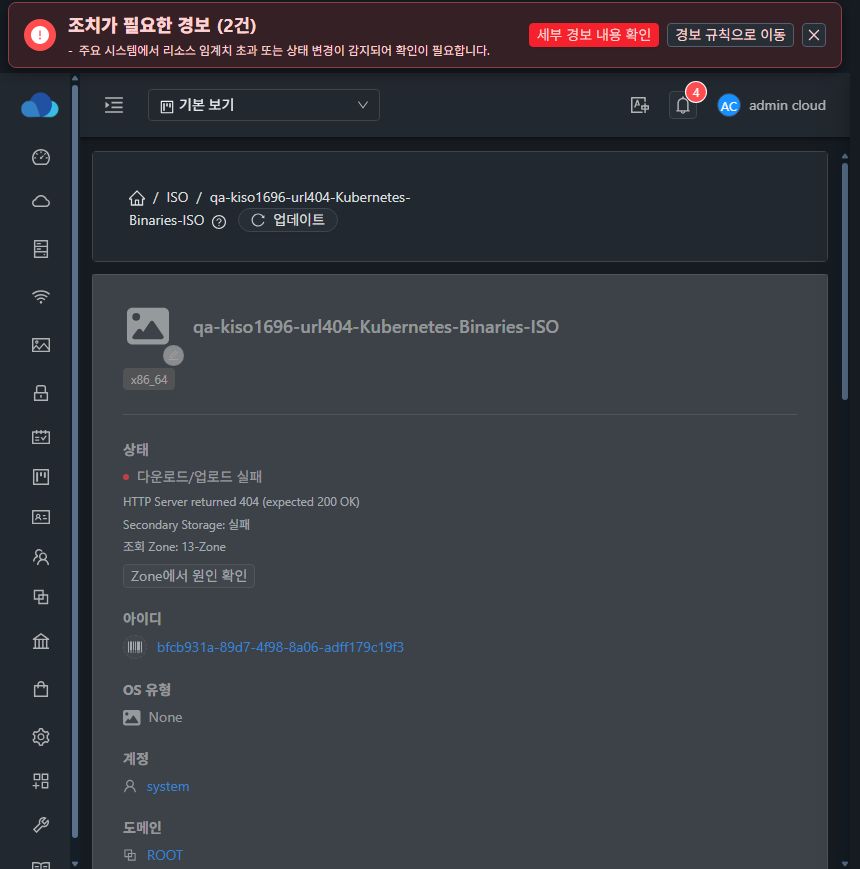 조치가 필요한 경보 (2건)
- 주요 시스템에서 리소스 임계치 초과 또는 상태 변경이 감지되어 확인이 필요합니다.
세부 경보 내용 확인
경보 규칙으로 이동
기본 보기
4
AC
admin cloud
/ ISO / qa-kiso1696-url404-Kubernetes-
Binaries-ISO
업데이트
qa-kiso1696-url404-Kubernetes-Binaries-ISO
x86_64
상태
다운로드/업로드 실패
HTTP Server returned 404 (expected 200 OK)
Secondary Storage: 실패
조회 Zone: 13-Zone
Zone에서 원인 확인
아이디
bfcb931a-89d7-4f98-8a06-adff179c19f3
OS 유형
None
계정
system
도메인
ROOT